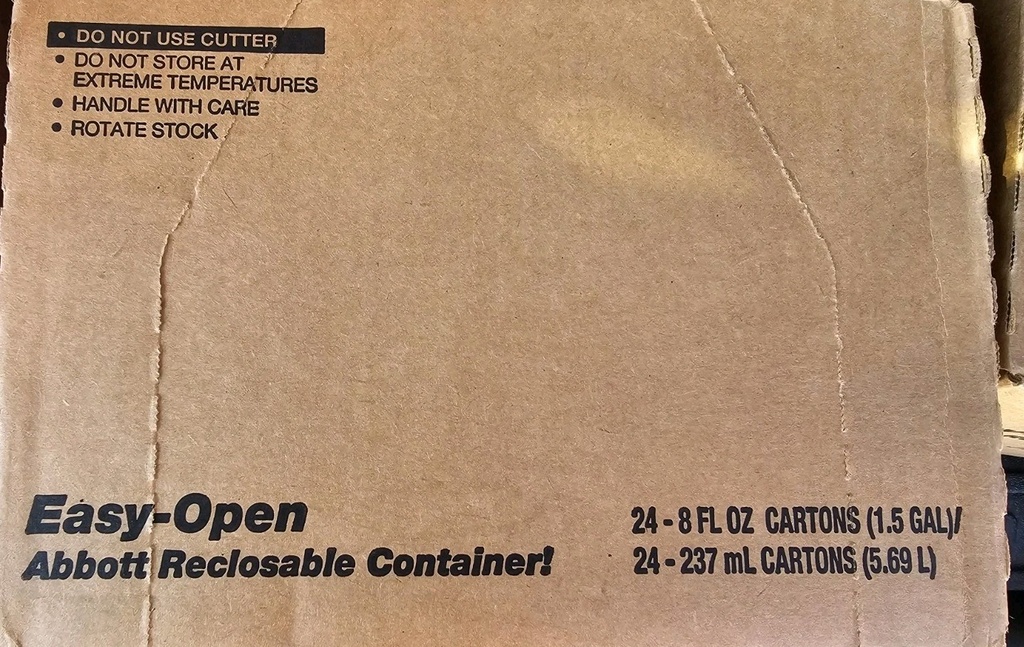 • DO NOT USE CUTTER
• DO NOT STORE AT
EXTREME TEMPERATURES
• HANDLE WITH CARE
• ROTATE STOCK
Easy-Open
Abbott Reclosable Container!
24 - 8 FL OZ CARTONS (1.5 GAL)/
24 - 237 mL CARTONS (5.69 L)